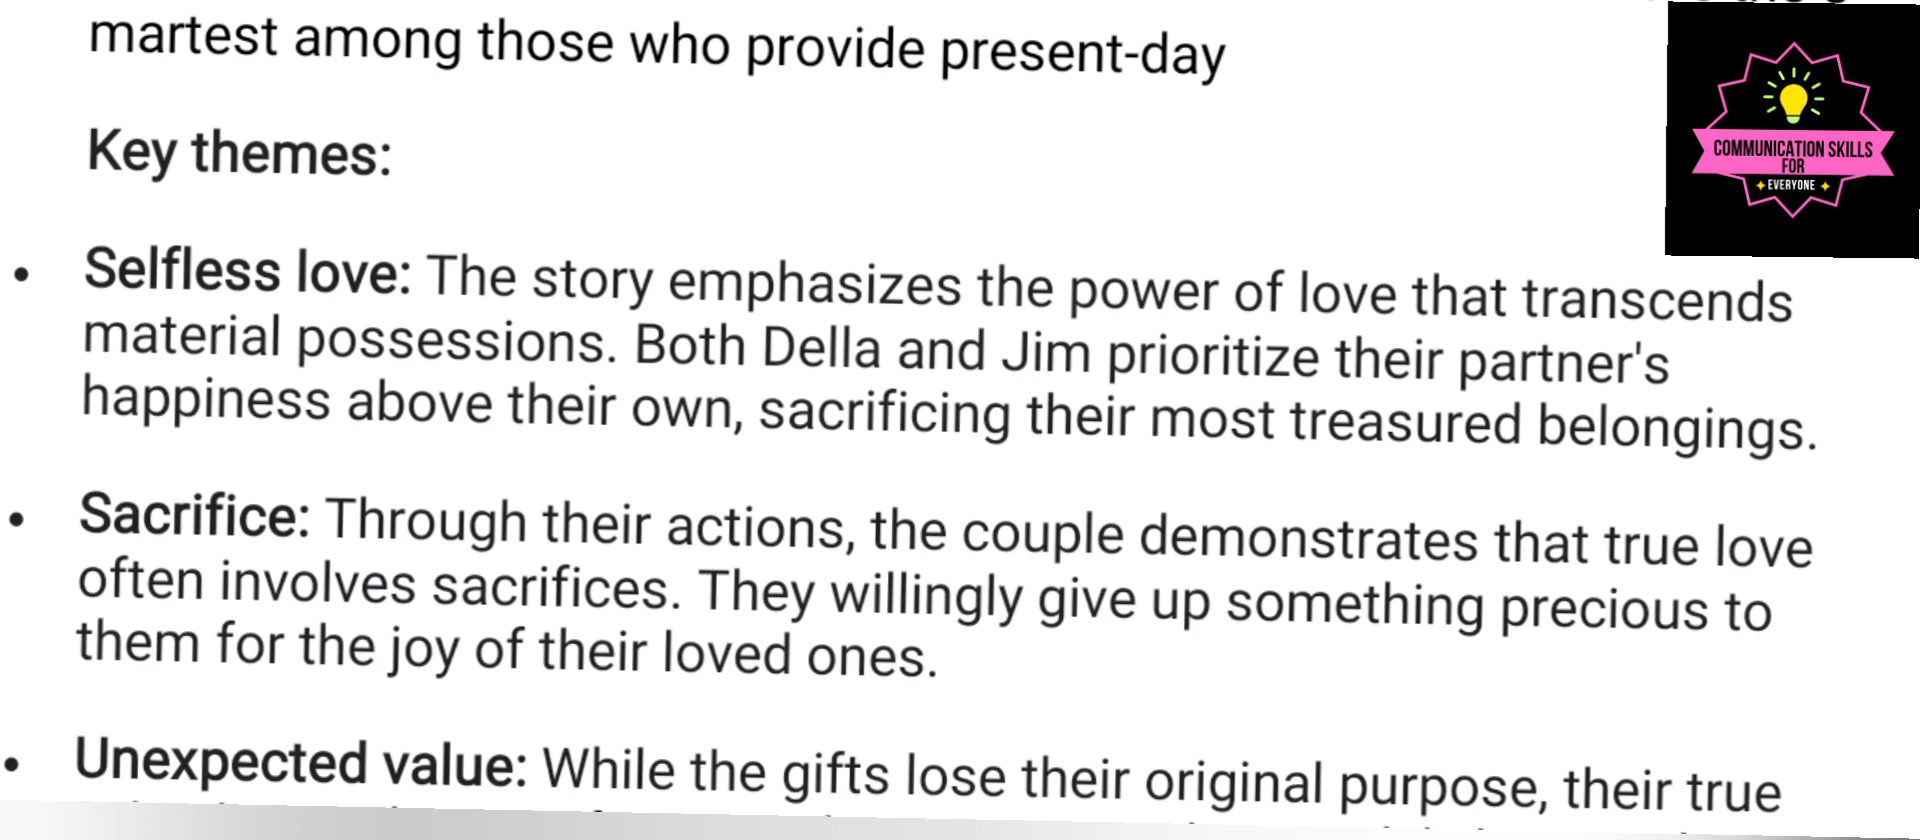 martest among those who provide present-day
Key themes:
COMMUNICATION SKILLS
FOR
EVERYONE
• Selfless love: The story emphasizes the power of love that transcends
material possessions. Both Della and Jim prioritize their partner's
happiness above their own, sacrificing their most treasured belongings.
• Sacrifice: Through their actions, the couple demonstrates that true love
often involves sacrifices. They willingly give up something precious to
them for the joy of their loved ones.
• Unexpected value: While the gifts lose their original purpose, their true